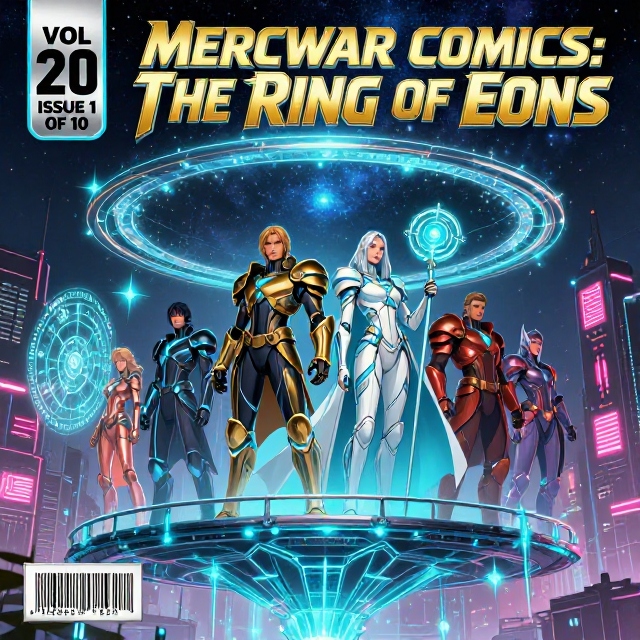 VOL
20
ISSUE 1
OF 10
MERCWAR COMICS:
THE RING OF EONS